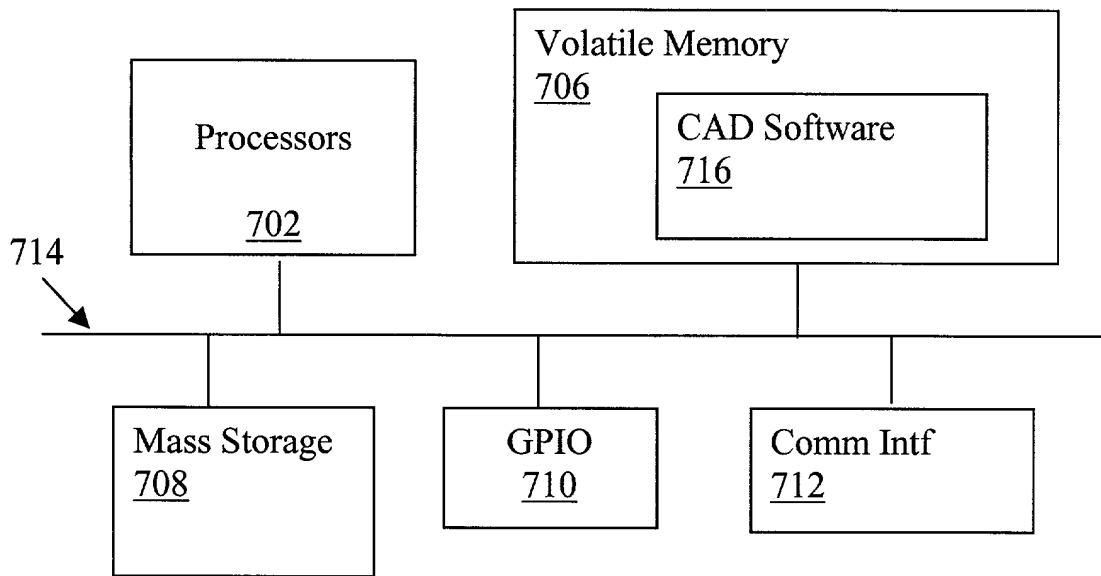 Processors
702
Volatile Memory
706
CAD Software
716
714
Mass Storage
708
GPIO
710
Comm Intf
712